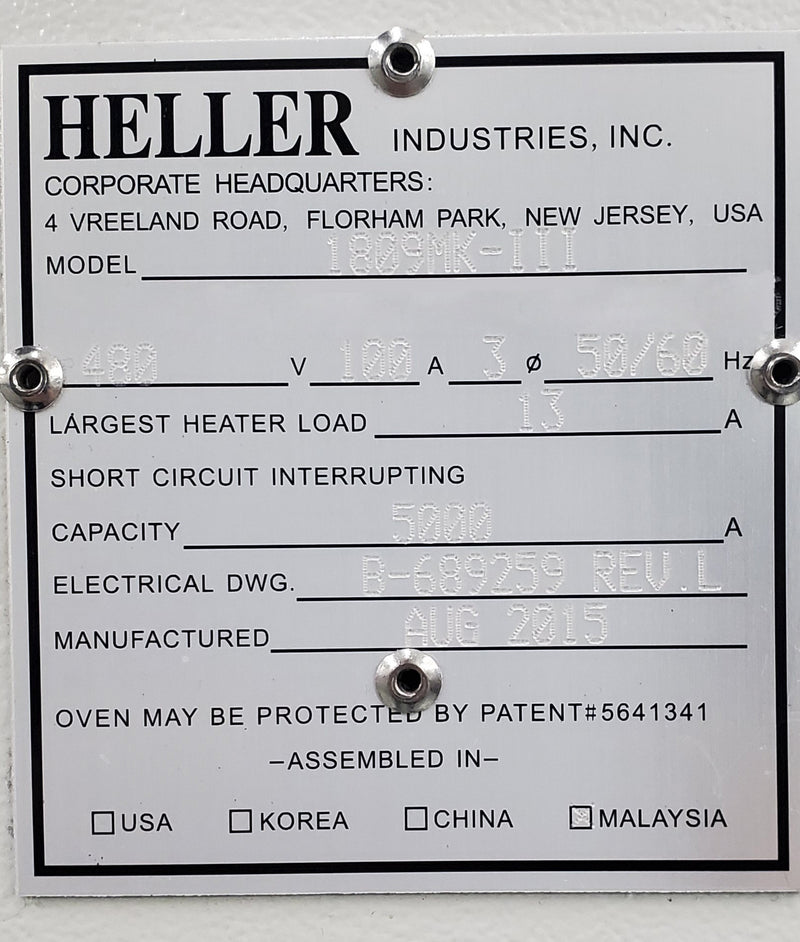 HELLER INDUSTRIES, INC.
CORPORATE HEADQUARTERS:
4 VREELAND ROAD, FLORHAM PARK, NEW JERSEY, USA
MODEL 1809MK-III
480 V 100 A 3 ø 50/60 Hz
LARGEST HEATER LOAD 13 A
SHORT CIRCUIT INTERRUPTING
CAPACITY 5000 A
ELECTRICAL DWG. B-689259 REV.L
MANUFACTURED AUG 2015
OVEN MAY BE PROTECTED BY PATENT#5641341
–ASSEMBLED IN–
☐ USA ☐ KOREA ☐ CHINA ☒ MALAYSIA